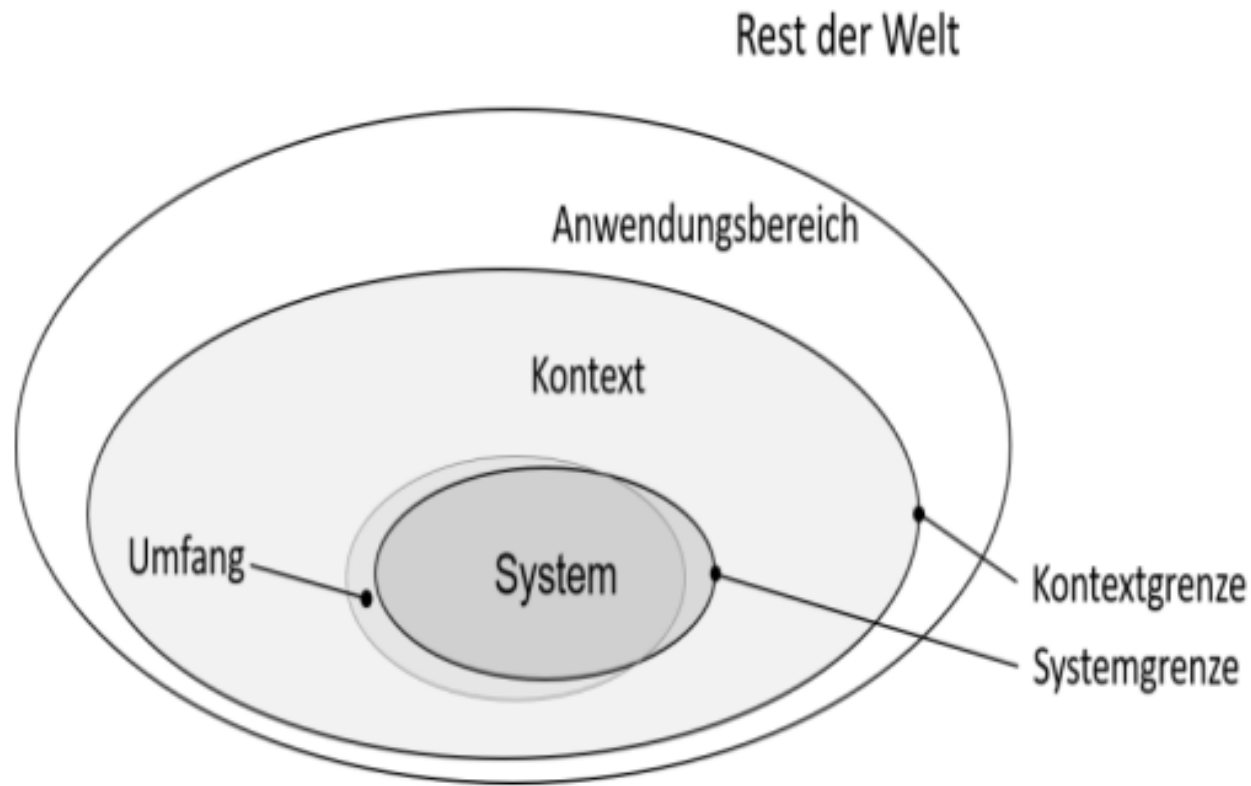 Rest der Welt
Anwendungsbereich
Kontext
Umfang
System
Kontextgrenze
Systemgrenze